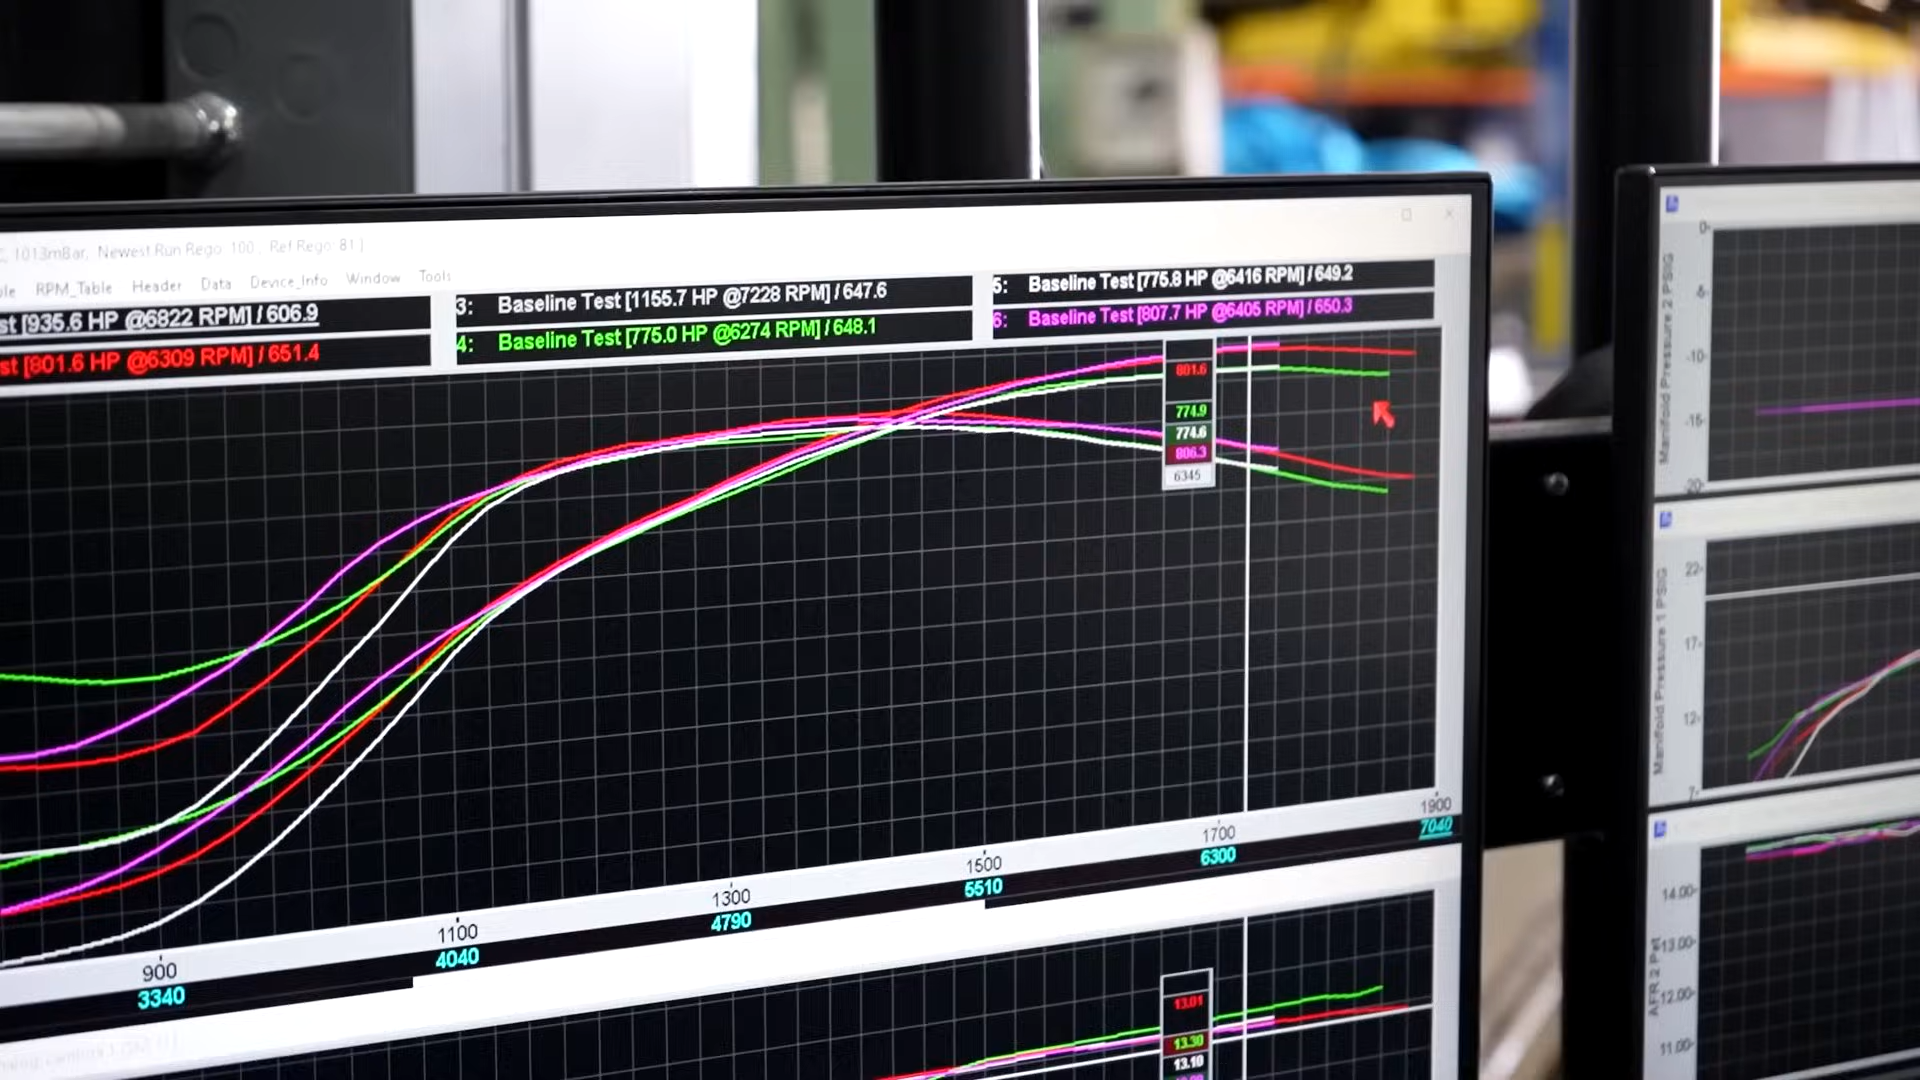 1013mBar, Newest Run Rego: 100 , Ref Rego: 81 ]
RPM_Table Header Data Device_Info Window Tools
[935.6 HP @6822 RPM] / 606.9
[801.6 HP @6309 RPM] / 651.4
3: Baseline Test [1155.7 HP @7228 RPM] / 647.6
4: Baseline Test [775.0 HP @6274 RPM] / 648.1
5: Baseline Test [775.8 HP @6416 RPM] / 649.2
6: Baseline Test [807.7 HP @6405 RPM] / 650.3
801.6
774.9
774.6
806.3
6345
900 1100 1300 1500 1700 1900
3340 4040 4790 5510 6300 7040
13.01
13.30
13.10
Manifold Pressure 2 PSIG
0
-5
-10
-15
-20
Manifold Pressure 1 PSIG
22
17
12
7
AFR 2 Pet
14.00
13.00
12.00
11.00